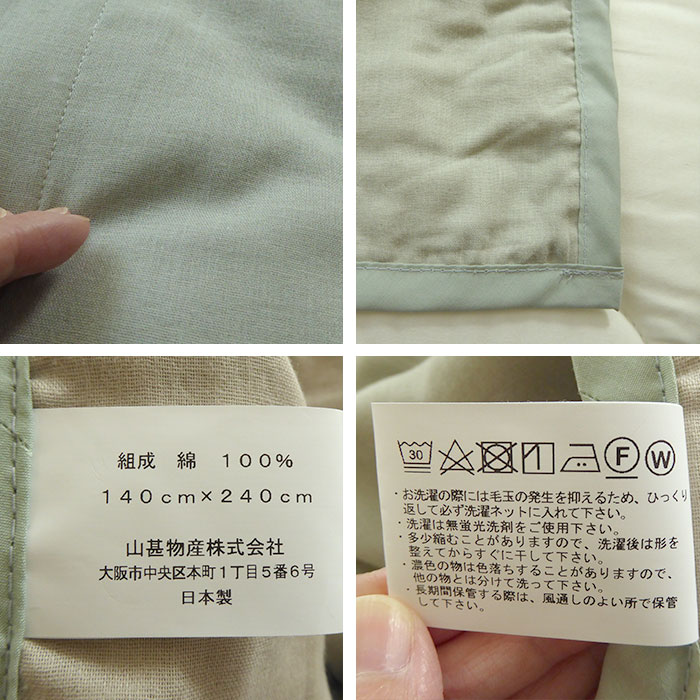 組成 綿 100%
140cm×240cm
山甚物産株式会社
大阪市中央区本町1丁目5番6号
日本製
30
F
W
・お洗濯の際には毛玉の発生を抑えるため、ひっくり
返して必ず洗濯ネットに入れて下さい。
・洗濯は無蛍光洗剤をご使用下さい。
・多少縮むことがありますので、洗濯後は形を
整えてからすぐに干して下さい。
・濃色の物は色落ちすることがありますので、
他の物とは分けて洗って下さい。
・長期間保管する際は、風通しのよい所で保管
して下さい。